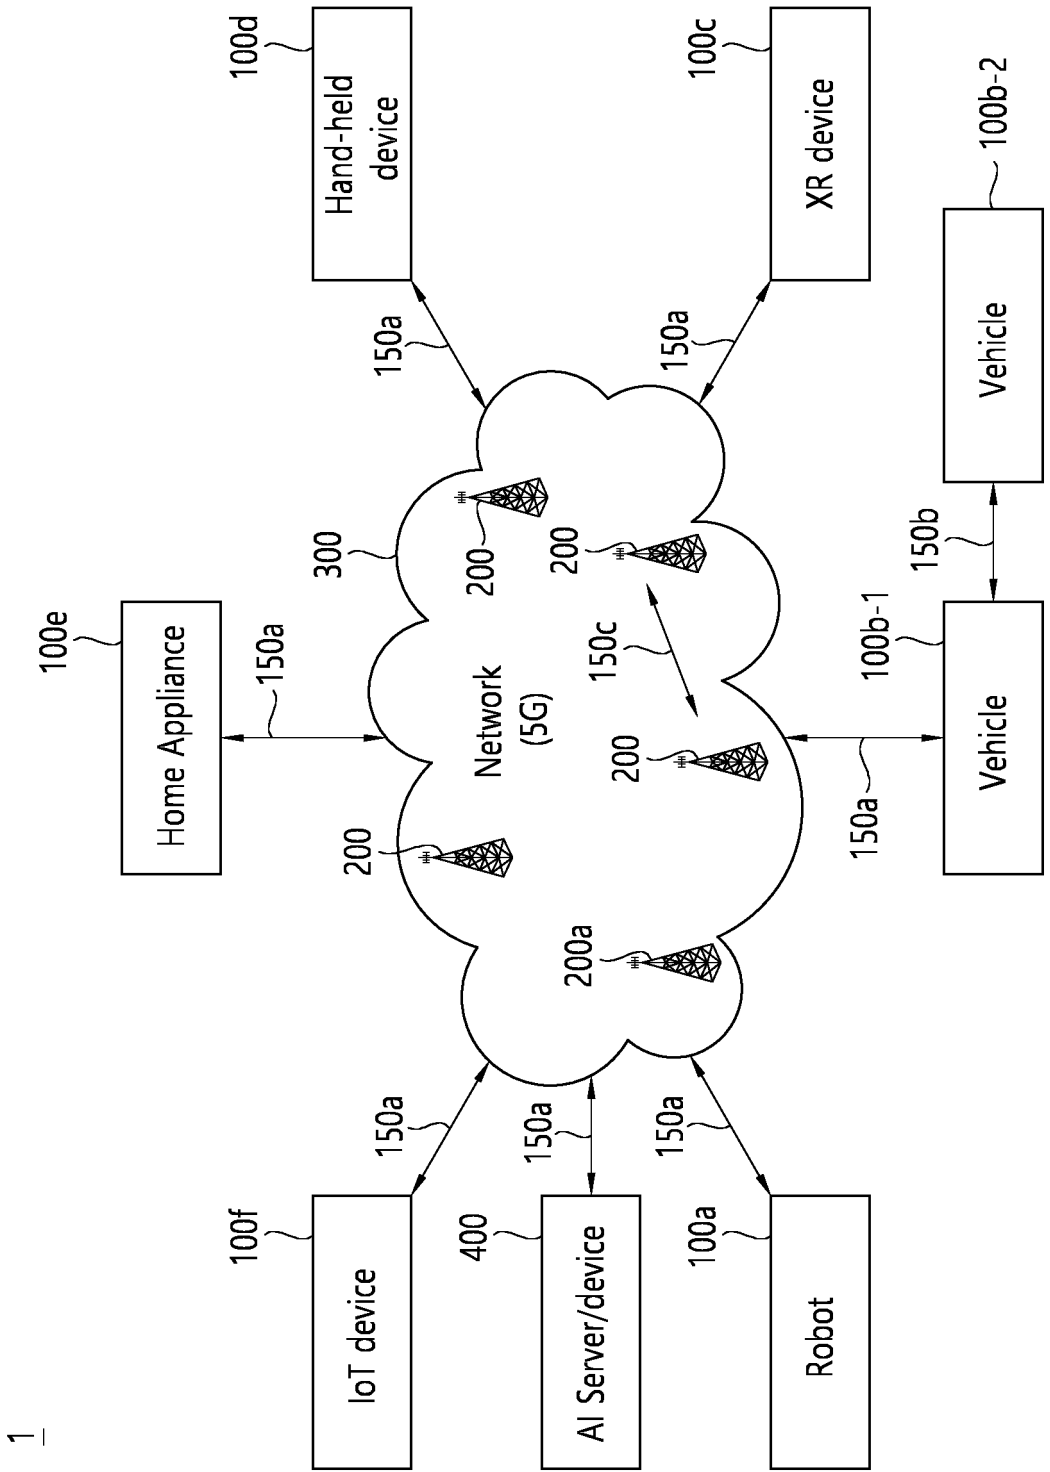 1
100e
Home Appliance
150a
100f
IoT device
150a
300
150a
100d
Hand-held
device
200
200
Network
(5G)
400
AI Server/device
150a
200a
200
150c
200
100a
Robot
150a
150a
100c
XR device
150a
100b-1
Vehicle
150b
100b-2
Vehicle